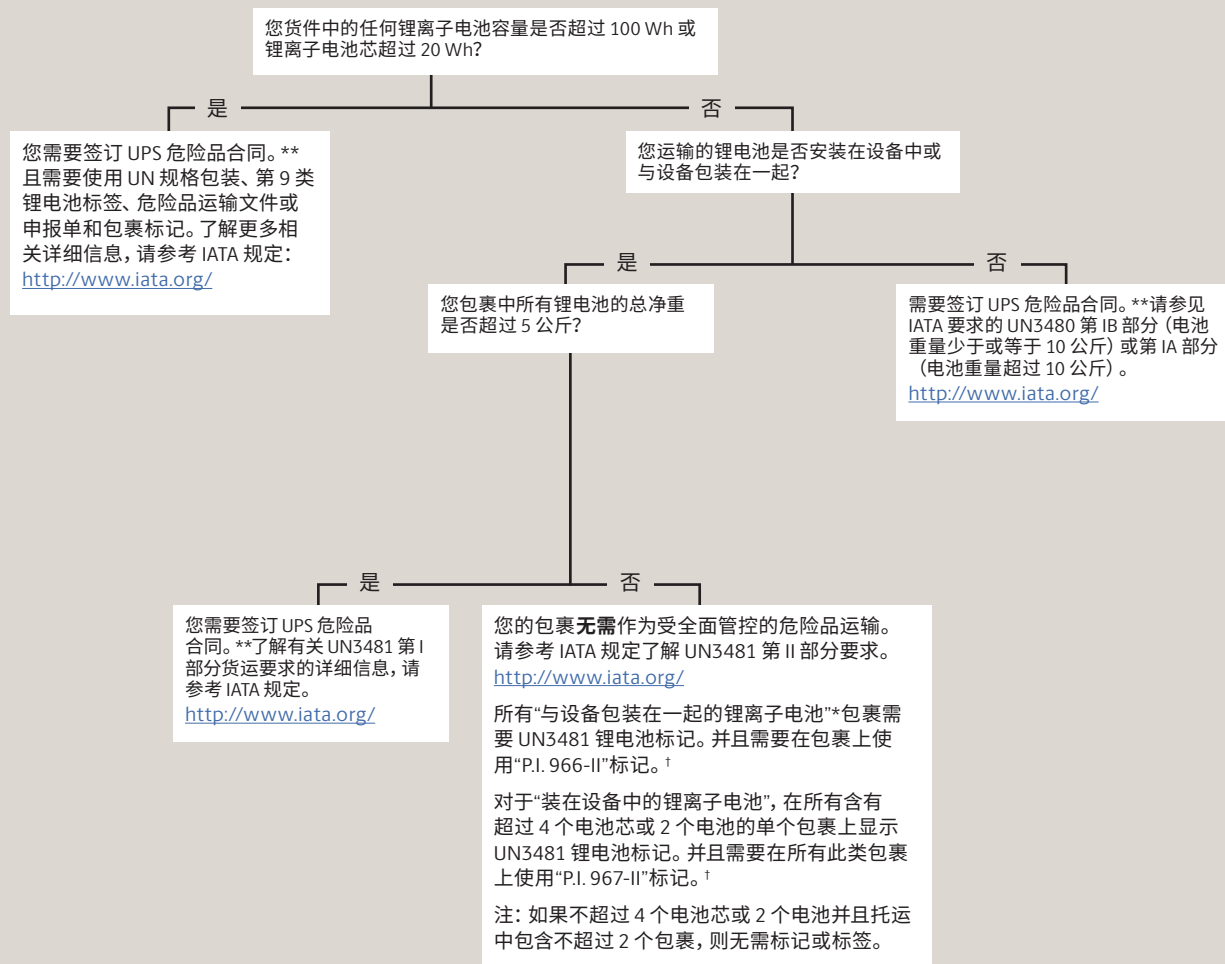 您货件中的任何锂离子电池容量是否超过 100 Wh 或
锂离子电池芯超过 20 Wh?
是
否
您需要签订 UPS 危险品合同。**
且需要使用 UN 规格包装、第 9 类
锂电池标签、危险品运输文件或
申报单和包裹标记。了解更多相
关详细信息，请参考 IATA 规定：
http://www.iata.org/
您运输的锂电池是否安装在设备中或
与设备包装在一起？
是
否
您包裹中所有锂电池的总净重
是否超过 5 公斤？
需要签订 UPS 危险品合同。**请参见
IATA 要求的 UN3480 第 IB 部分（电池
重量少于或等于 10 公斤）或第 IA 部分
（电池重量超过 10 公斤）。
http://www.iata.org/
是
否
您需要签订 UPS 危险品
合同。**了解有关 UN3481 第 I
部分货运要求的详细信息，请
参考 IATA 规定。
http://www.iata.org/
您的包裹无需作为受全面管控的危险品运输。
请参考 IATA 规定了解 UN3481 第 II 部分要求。
http://www.iata.org/
所有“与设备包装在一起的锂离子电池”*包裹需
要 UN3481 锂电池标记。并且需要在包裹上使
用“P.I. 966-II”标记。†
对于“装在设备中的锂离子电池”，在所有含有
超过 4 个电池芯或 2 个电池的单个包裹上显示
UN3481 锂电池标记。并且需要在所有此类包裹
上使用“P.I. 967-II”标记。†
注：如果不超过 4 个电池芯或 2 个电池并且托运
中包含不超过 2 个包裹，则无需标记或标签。